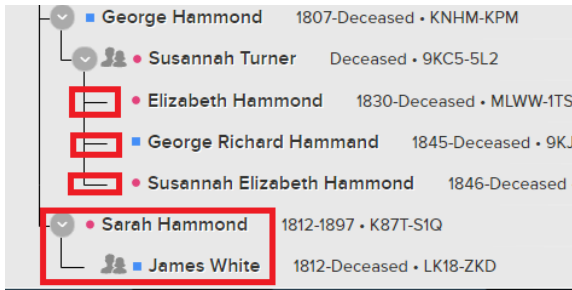 George Hammond 1807-Deceased • KNHM-KPM
Susannah Turner Deceased • 9KC5-5L2
Elizabeth Hammond 1830-Deceased • MLWW-1TS
George Richard Hammand 1845-Deceased • 9KJ
Susannah Elizabeth Hammond 1846-Deceased
Sarah Hammond 1812-1897 • K87T-S1Q
James White 1812-Deceased • LK18-ZKD